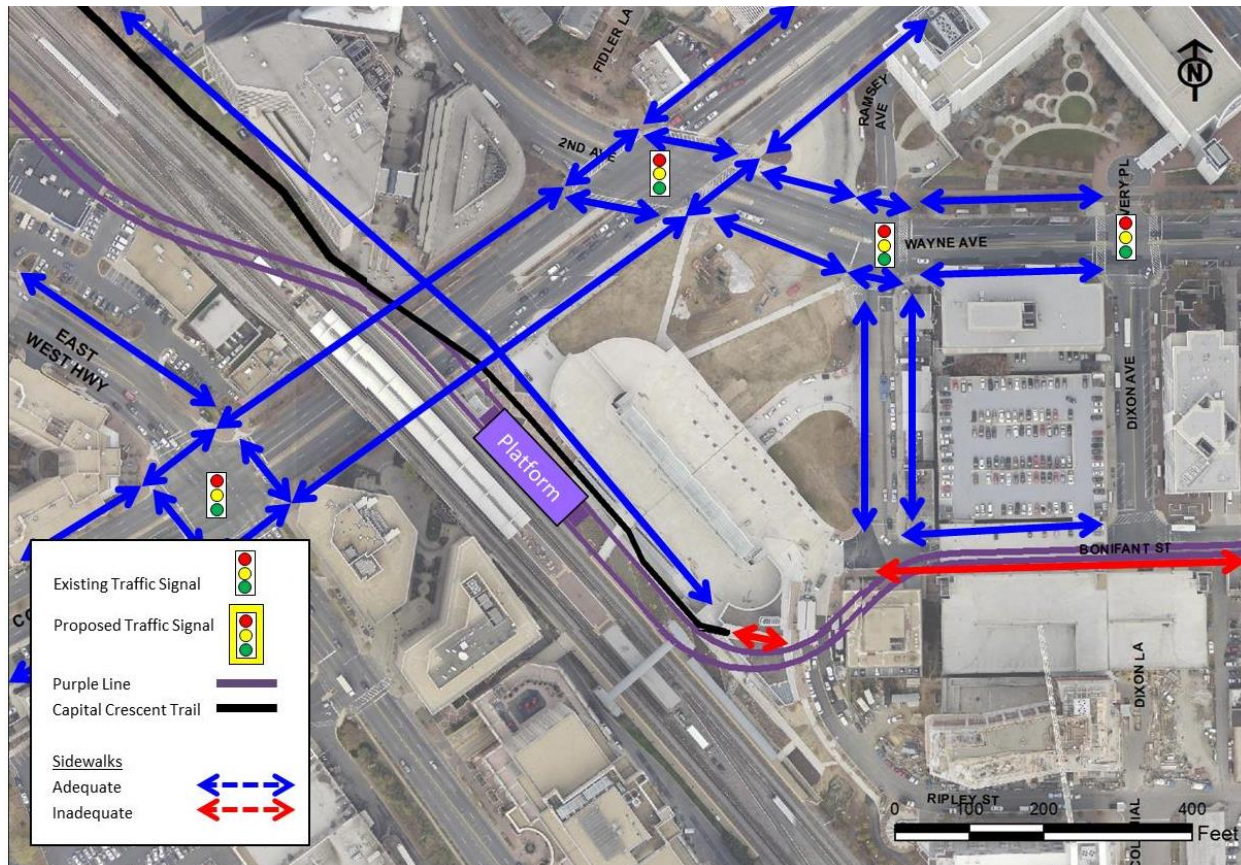 FIDLER LA
2ND AVE
RAMSEY
AVE
N
VERY PL
WAYNE AVE
EAST
WEST HWY
DIXON AVE
Platform
BONIFANT ST
DIXON LA
Existing Traffic Signal
Proposed Traffic Signal
CO
Purple Line
Capital Crescent Trail
Sidewalks
Adequate
Inadequate
RIPLEY ST
0 100 200 400
Feet
COLONIAL